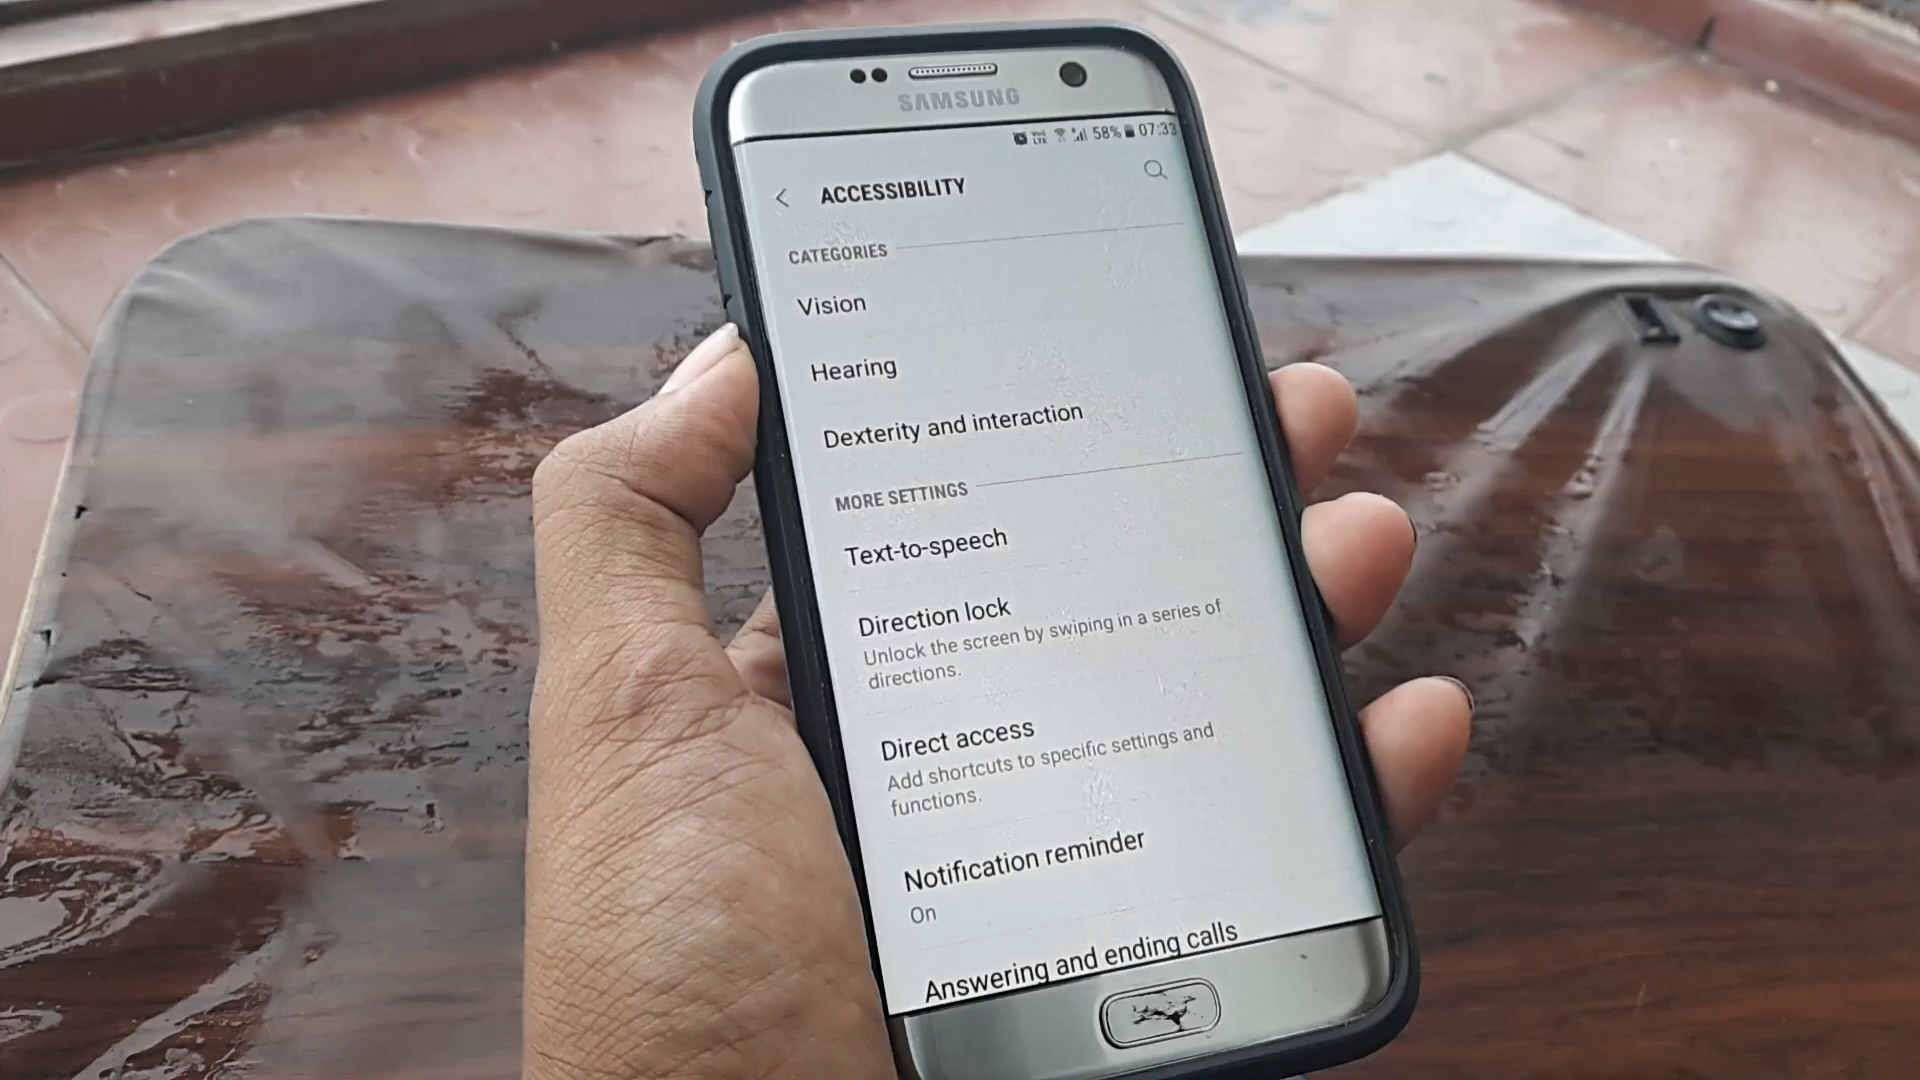 SAMSUNG
VoLTE 58% 07:33
ACCESSIBILITY
CATEGORIES
Vision
Hearing
Dexterity and interaction
MORE SETTINGS
Text-to-speech
Direction lock
Unlock the screen by swiping in a series of
directions.
Direct access
Add shortcuts to specific settings and
functions.
Notification reminder
On
Answering and ending calls